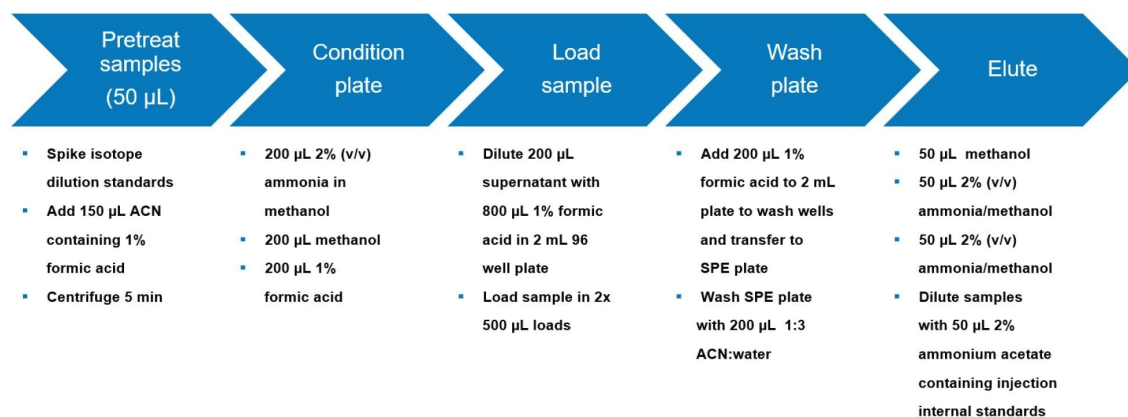 Pretreat
samples
(50 µL)
Condition
plate
Load
sample
Wash
plate
Elute
▪ Spike isotope
dilution standards
▪ Add 150 µL ACN
containing 1%
formic acid
▪ Centrifuge 5 min
▪ 200 µL 2% (v/v)
ammonia in
methanol
▪ 200 µL methanol
▪ 200 µL 1%
formic acid
▪ Dilute 200 µL
supernatant with
800 µL 1% formic
acid in 2 mL 96
well plate
▪ Load sample in 2x
500 µL loads
▪ Add 200 µL 1%
formic acid to 2 mL
plate to wash wells
and transfer to
SPE plate
▪ Wash SPE plate
with 200 µL 1:3
ACN:water
▪ 50 µL methanol
▪ 50 µL 2% (v/v)
ammonia/methanol
▪ 50 µL 2% (v/v)
ammonia/methanol
▪ Dilute samples
with 50 µL 2%
ammonium acetate
containing injection
internal standards